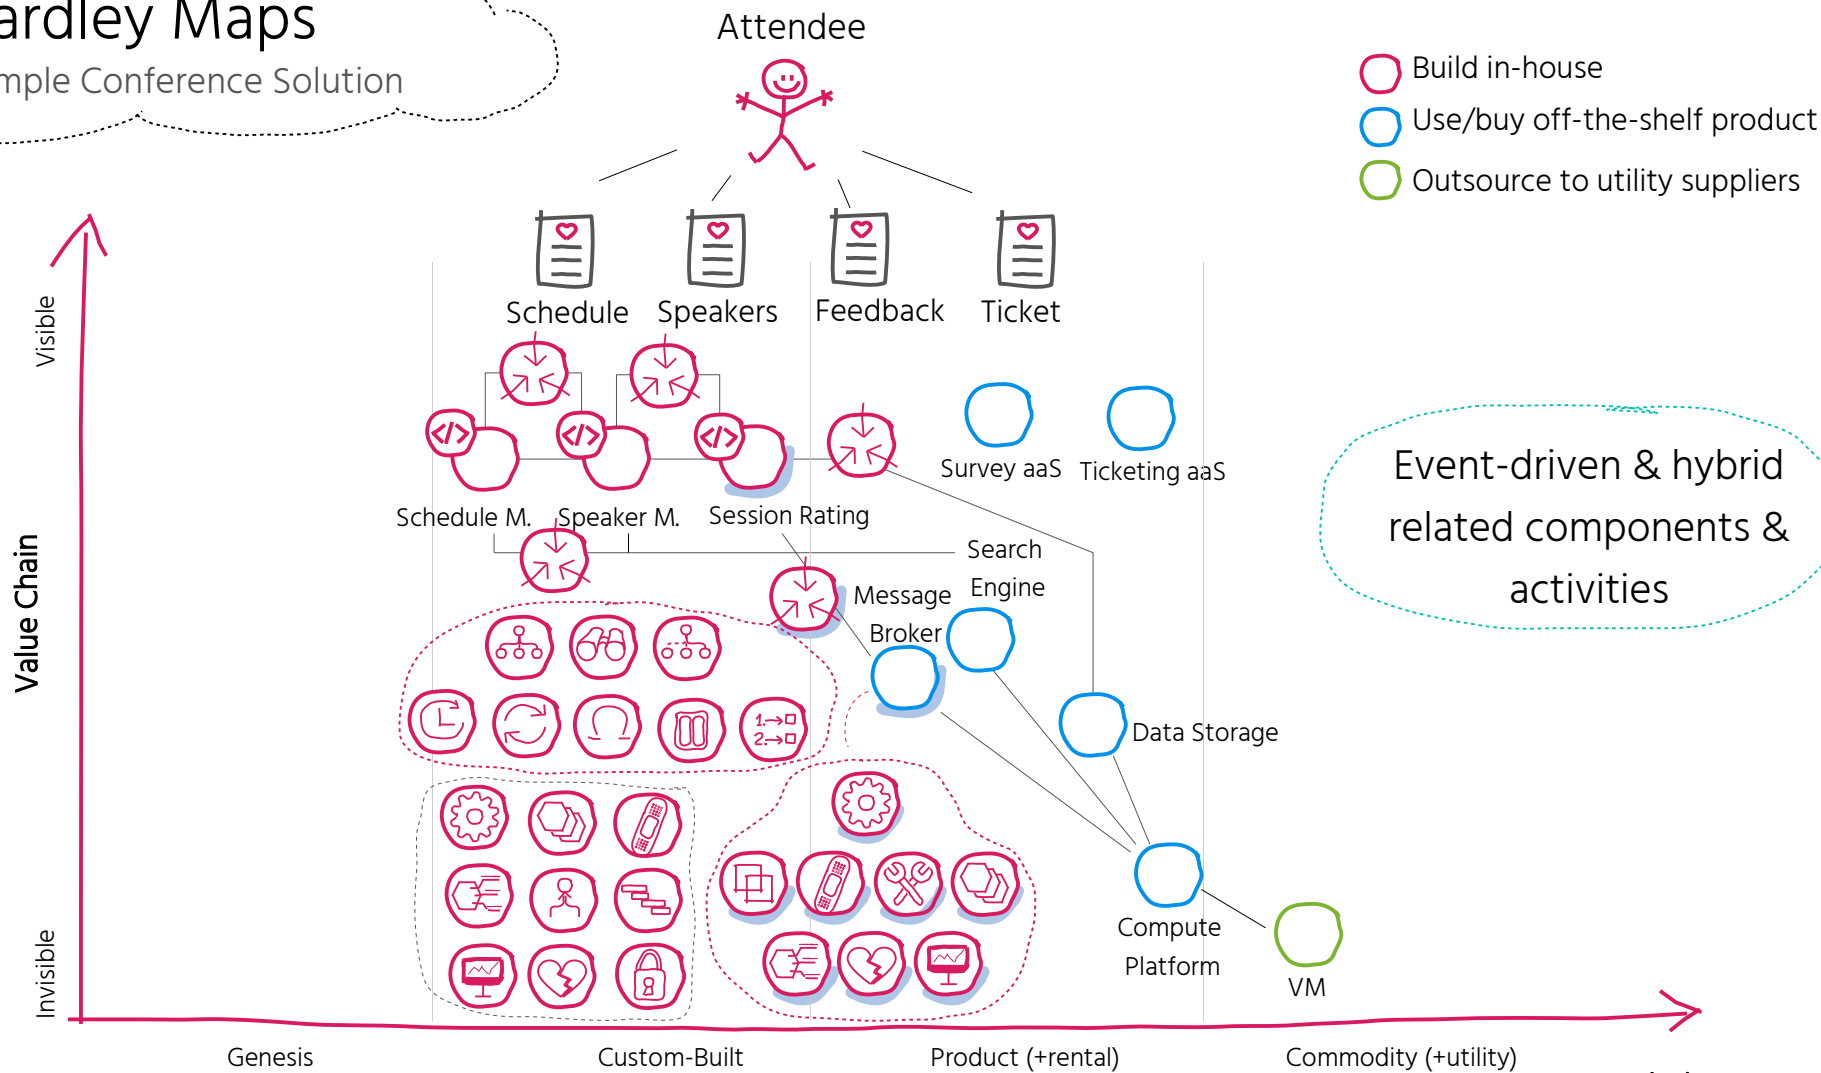 ardley Maps
mple Conference Solution
Attendee
Build in-house
Use/buy off-the-shelf product
Outsource to utility suppliers
Visible
Value Chain
Invisible
Schedule
Speakers
Feedback
Ticket
</>
</>
</>
Survey aaS
Ticketing aaS
Schedule M.
Speaker M.
Session Rating
Search
Engine
Message
Broker
Event-driven & hybrid
related components &
activities
1.
2.
Data Storage
Compute
Platform
VM
Genesis
Custom-Built
Product (+rental)
Commodity (+utility)